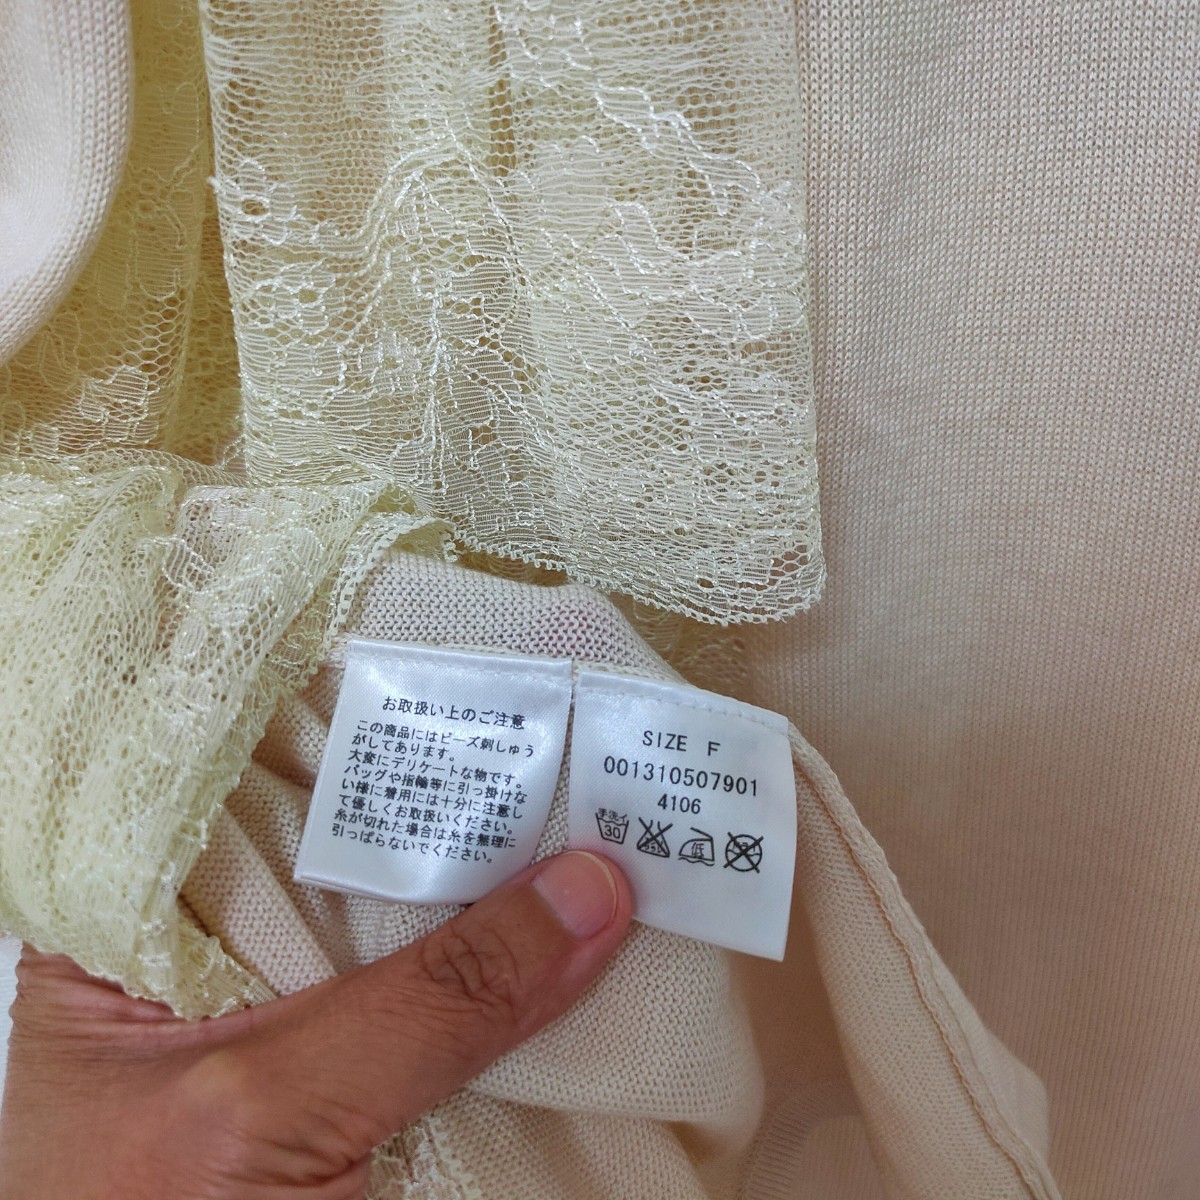 お取扱い上のご注意
この商品にはビーズ刺しゅう
がしてあります。
大変にデリケートな物です。
バッグや指輪等に引っ掛けな
い様に着用には十分に注意し
て優しくお取扱いください。
糸が切れた場合は糸を無理に
引っぱらないでください。
SIZE F
001310507901
4106
手洗イ
30
低